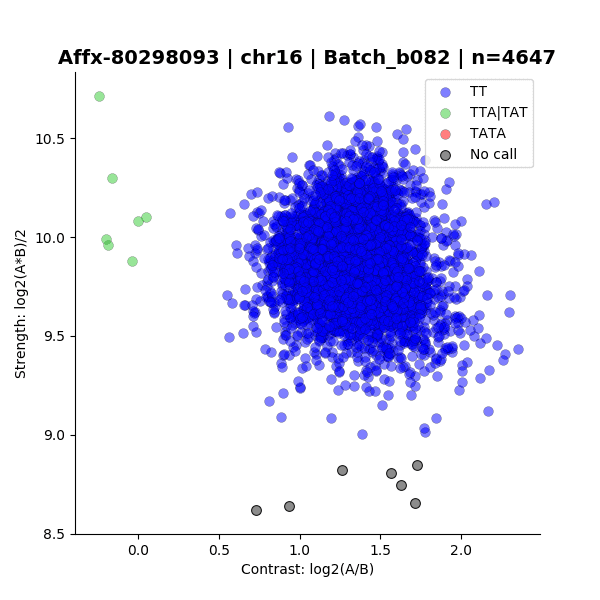 Affx-80298093 | chr16 | Batch_b082 | n=4647
TT
TTA|TAT
TATA
No call
Strength: log2(A*B)/2
10.5
10.0
9.5
9.0
8.5
0.0
0.5
1.0
1.5
2.0
Contrast: log2(A/B)